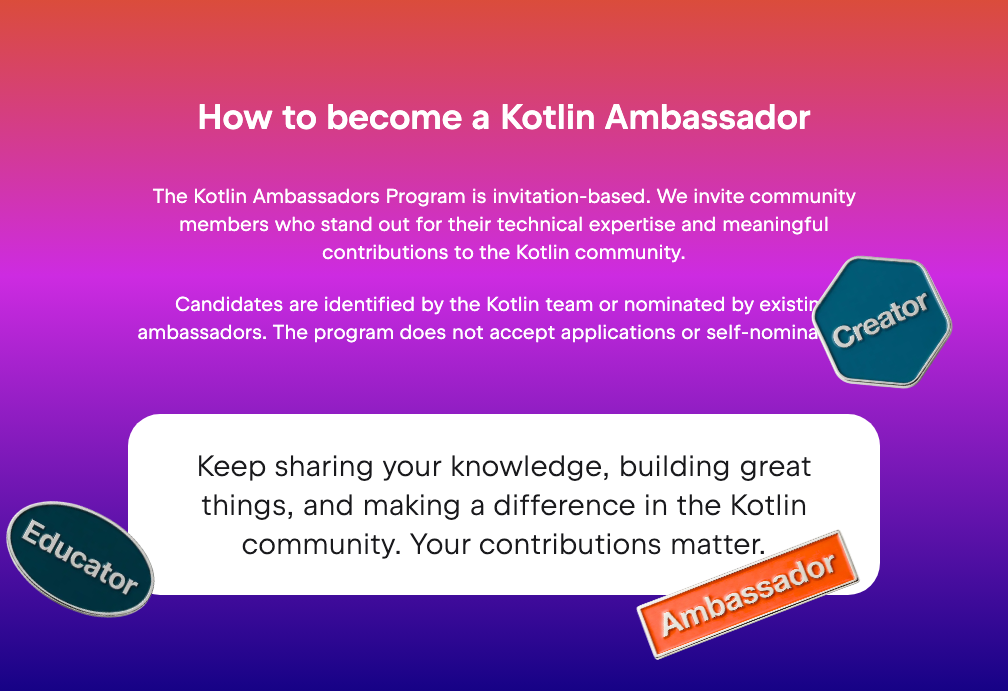 How to become a Kotlin Ambassador
The Kotlin Ambassadors Program is invitation-based. We invite community
members who stand out for their technical expertise and meaningful
contributions to the Kotlin community.
Candidates are identified by the Kotlin team or nominated by existin
ambassadors. The program does not accept applications or self-nomina
Creator
Keep sharing your knowledge, building great
things, and making a difference in the Kotlin
community. Your contributions matter.
Educator
Ambassador